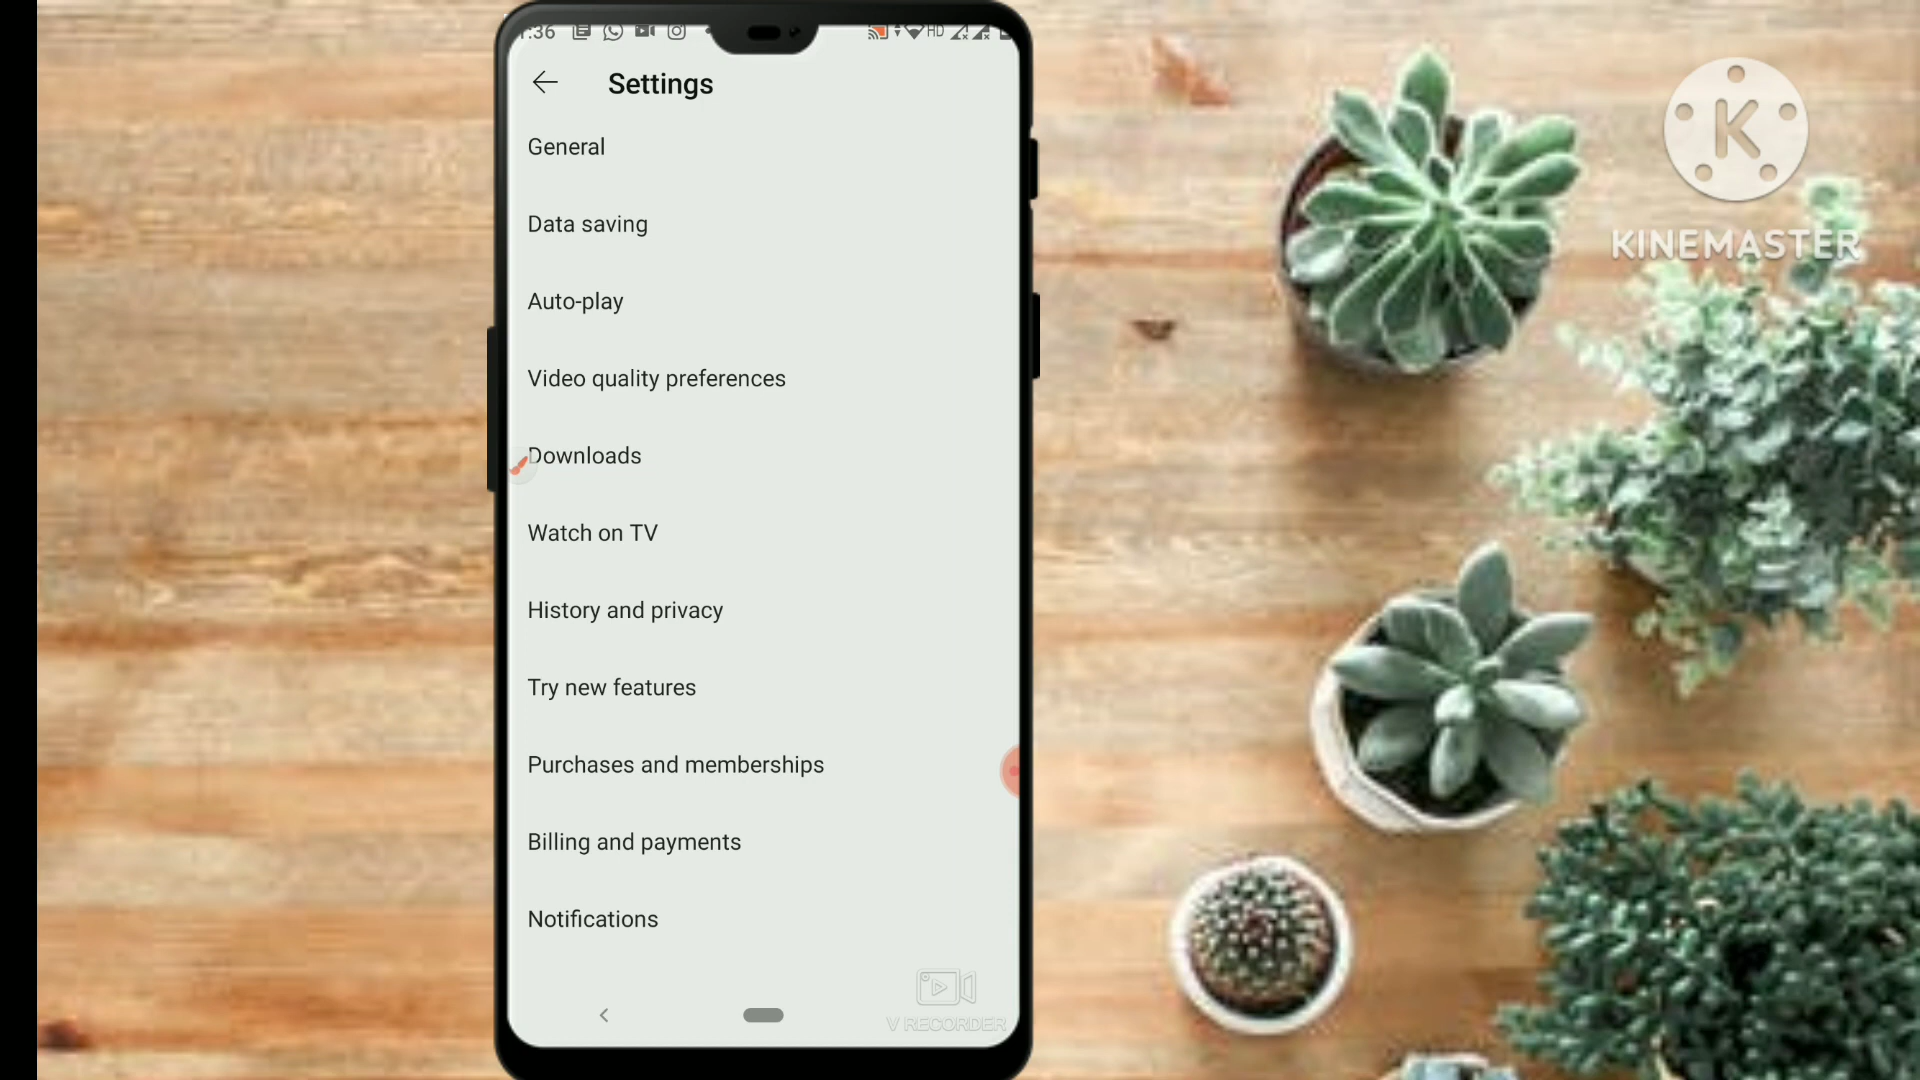 :36
HD
Settings
General
Data saving
Auto-play
Video quality preferences
Downloads
Watch on TV
History and privacy
Try new features
Purchases and memberships
Billing and payments
Notifications
V RECORDER
K
KINEMASTER